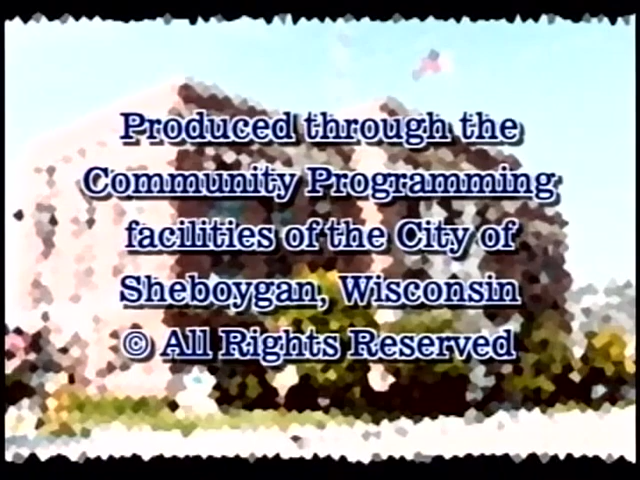 Produced through the
Community Programming
facilities of the City of
Sheboygan, Wisconsin
© All Rights Reserved